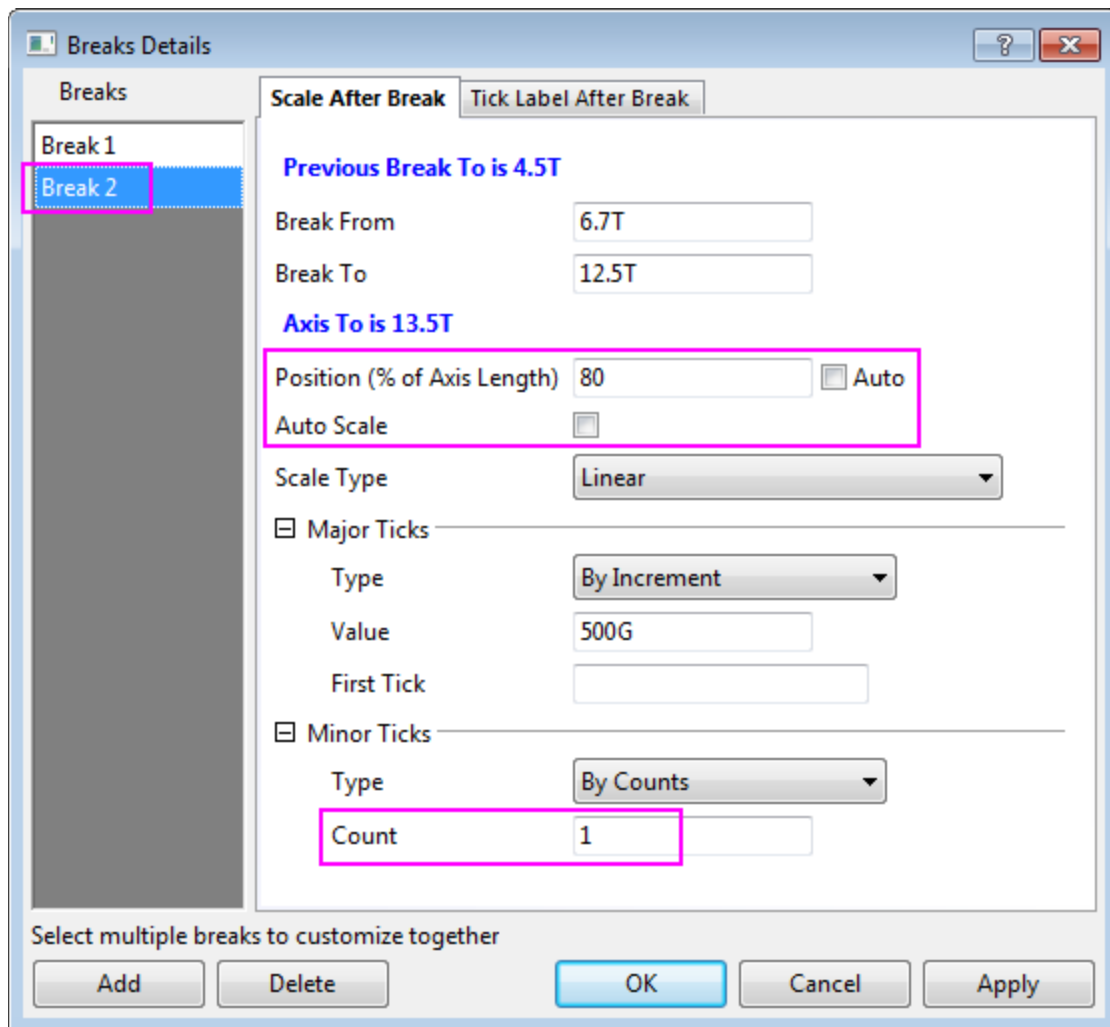 Breaks Details
Breaks
Scale After Break
Tick Label After Break
Break 1
Break 2
Previous Break To is 4.5T
Break From 6.7T
Break To 12.5T
Axis To is 13.5T
Position (% of Axis Length) 80 Auto
Auto Scale
Scale Type Linear
Major Ticks
Type By Increment
Value 500G
First Tick
Minor Ticks
Type By Counts
Count 1
Select multiple breaks to customize together
Add Delete OK Cancel Apply